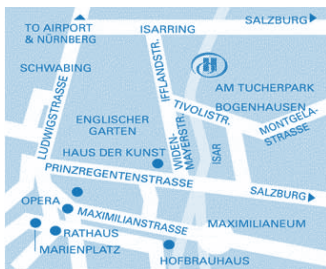 SALZBURG
TO AIRPORT
& NÜRNBERG
ISARRING
SCHWABING
H
IFFLANDSTR.
AM TUCHERPARK
BOGENHAUSEN
TIVOLISTR.
MONTGELA-
STRASSE
LUDWIGSTRASSE
ENGLISCHER
GARTEN
WIDEN-
MAYERSTR.
ISAR
HAUS DER KUNST
PRINZREGENTENSTRASSE
SALZBURG
OPERA
MAXIMILIANSTRASSE
MAXIMILIANEUM
RATHAUS
MARIENPLATZ
HOFBRAUHAUS